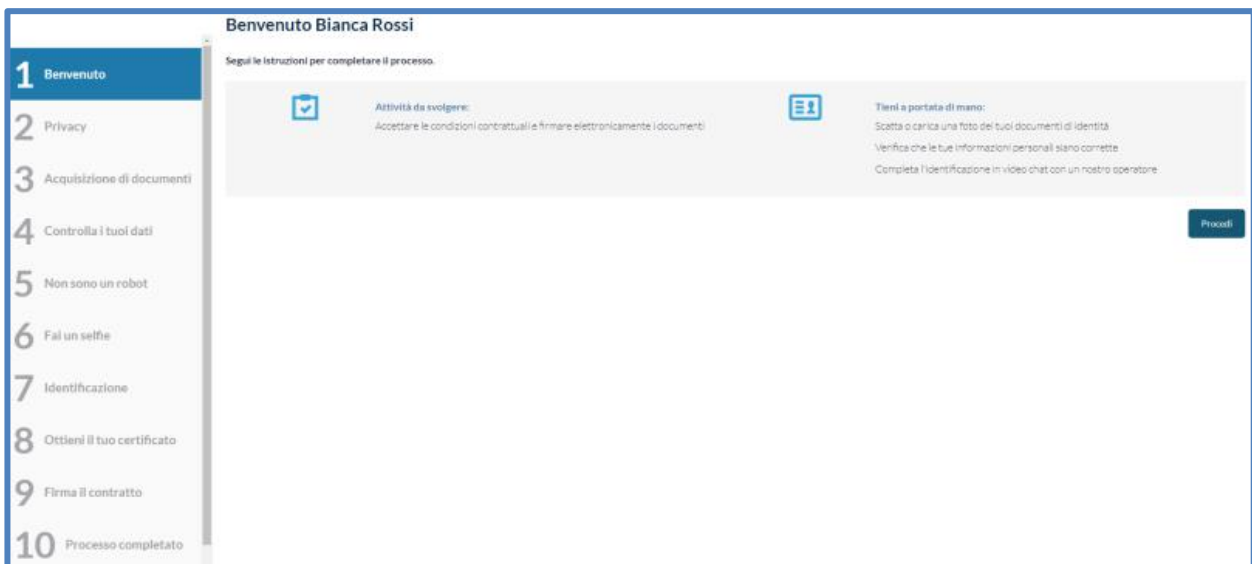 Benvenuto Bianca Rossi
Segui le istruzioni per completare il processo.
1 Benvenuto
2 Privacy
3 Acquisizione di documenti
4 Controlla i tuoi dati
5 Non sono un robot
6 Fai un selfie
7 Identificazione
8 Ottieni il tuo certificato
9 Firma il contratto
10 Processo completato
Attività da svolgere:
Accettare le condizioni contrattuali e firmare elettronicamente i documenti
Tieni a portata di mano:
Scatta o carica una foto dei tuoi documenti di identità
Verifica che le tue informazioni personali siano corrette
Completa l'identificazione in video chat con un nostro operatore
Procedi